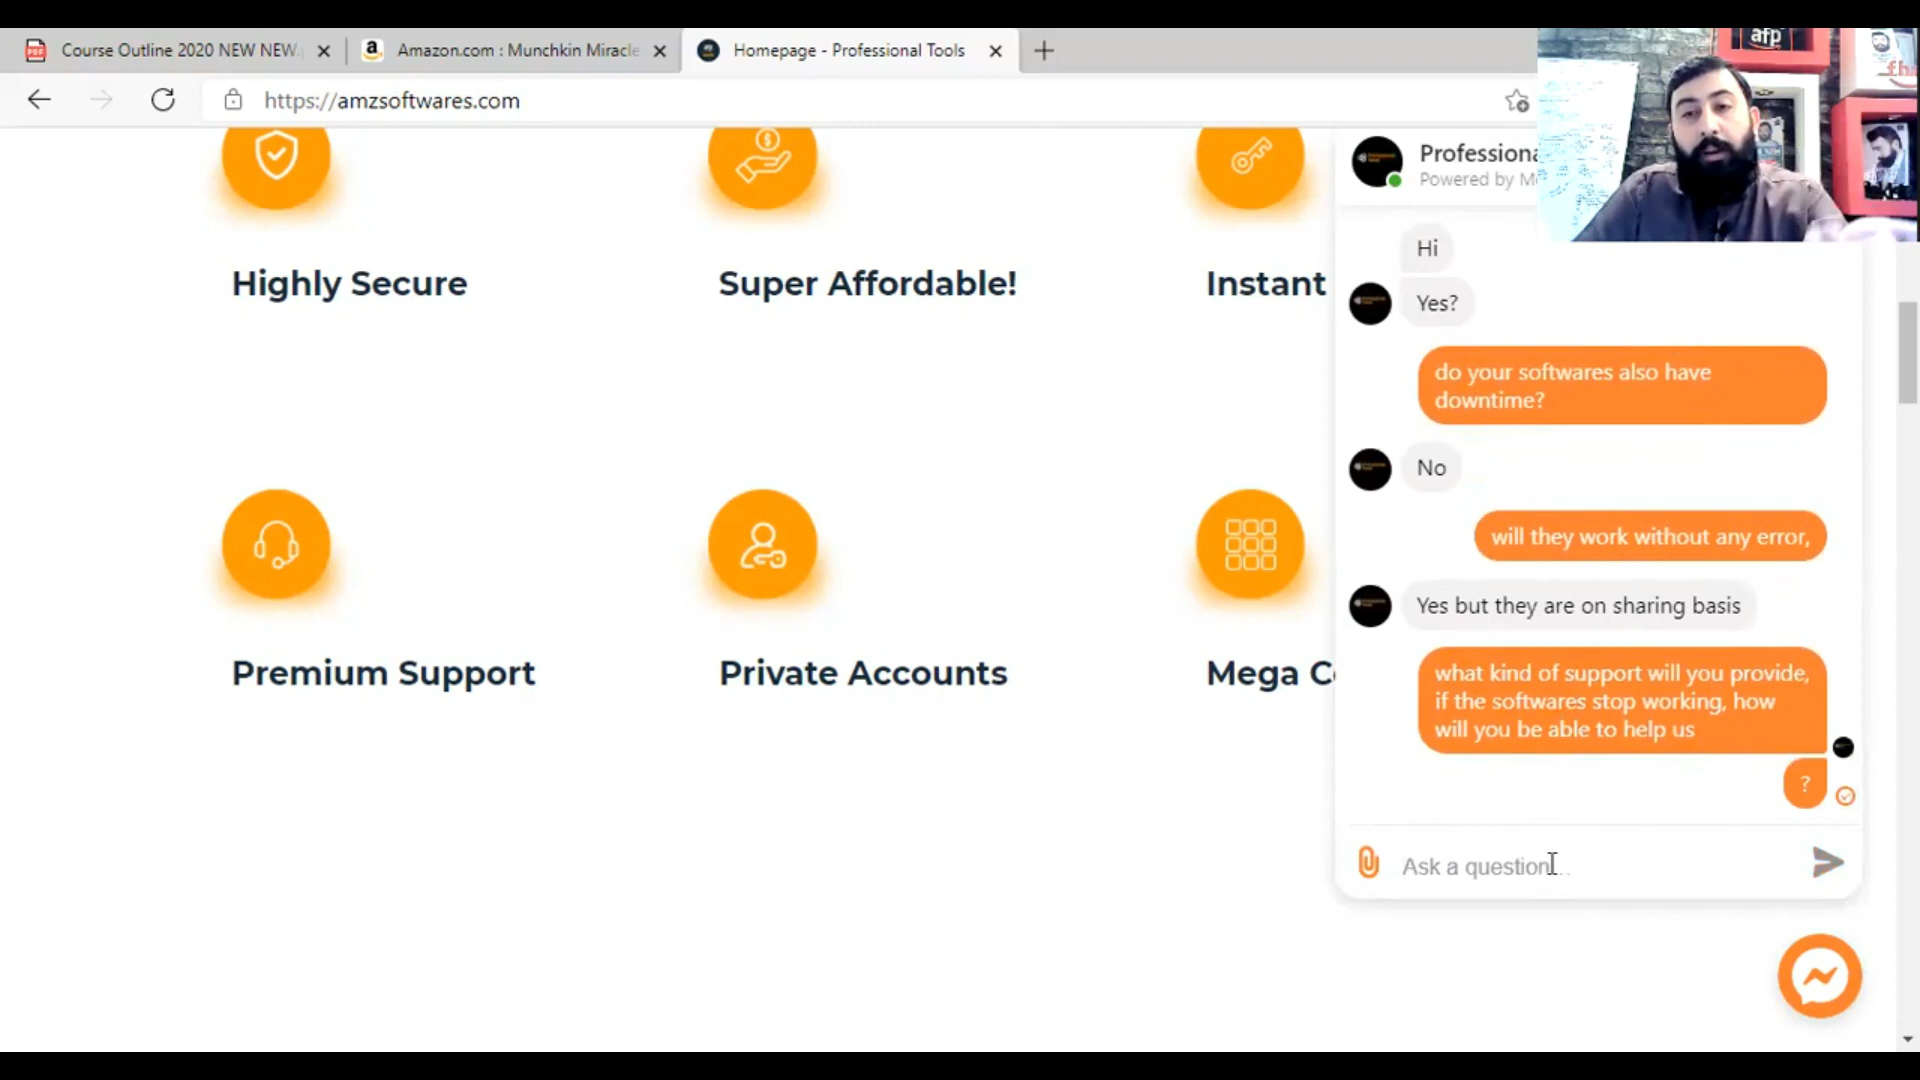 Course Outline 2020 NEW NEW.
Amazon.com : Munchkin Miracle
Homepage - Professional Tools
https://amzsoftwares.com
afp
Highly Secure
Super Affordable!
Instant
Premium Support
Private Accounts
Mega C
Professiona
Powered by M
Hi
Yes?
do your softwares also have
downtime?
No
will they work without any error,
Yes but they are on sharing basis
what kind of support will you provide,
if the softwares stop working, how
will you be able to help us
?
Ask a question...